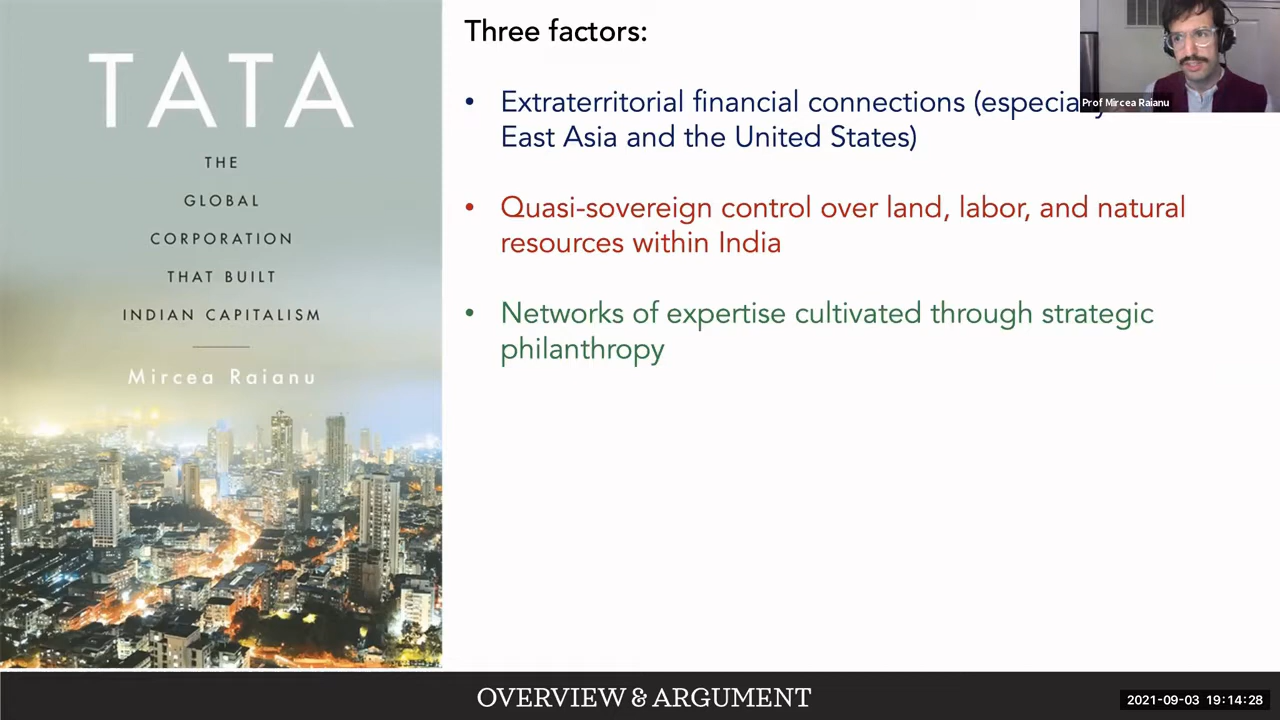 TATA
THE
GLOBAL
CORPORATION
THAT BUILT
INDIAN CAPITALISM
Mircea Raianu
Three factors:
• Extraterritorial financial connections
East Asia and the United States)
• Quasi-sovereign control over land, labor, and natural
resources within India
• Networks of expertise cultivated through strategic
philanthropy
Prof Mircea Raianu
OVERVIEW & ARGUMENT
2021-09-03 19:14:28